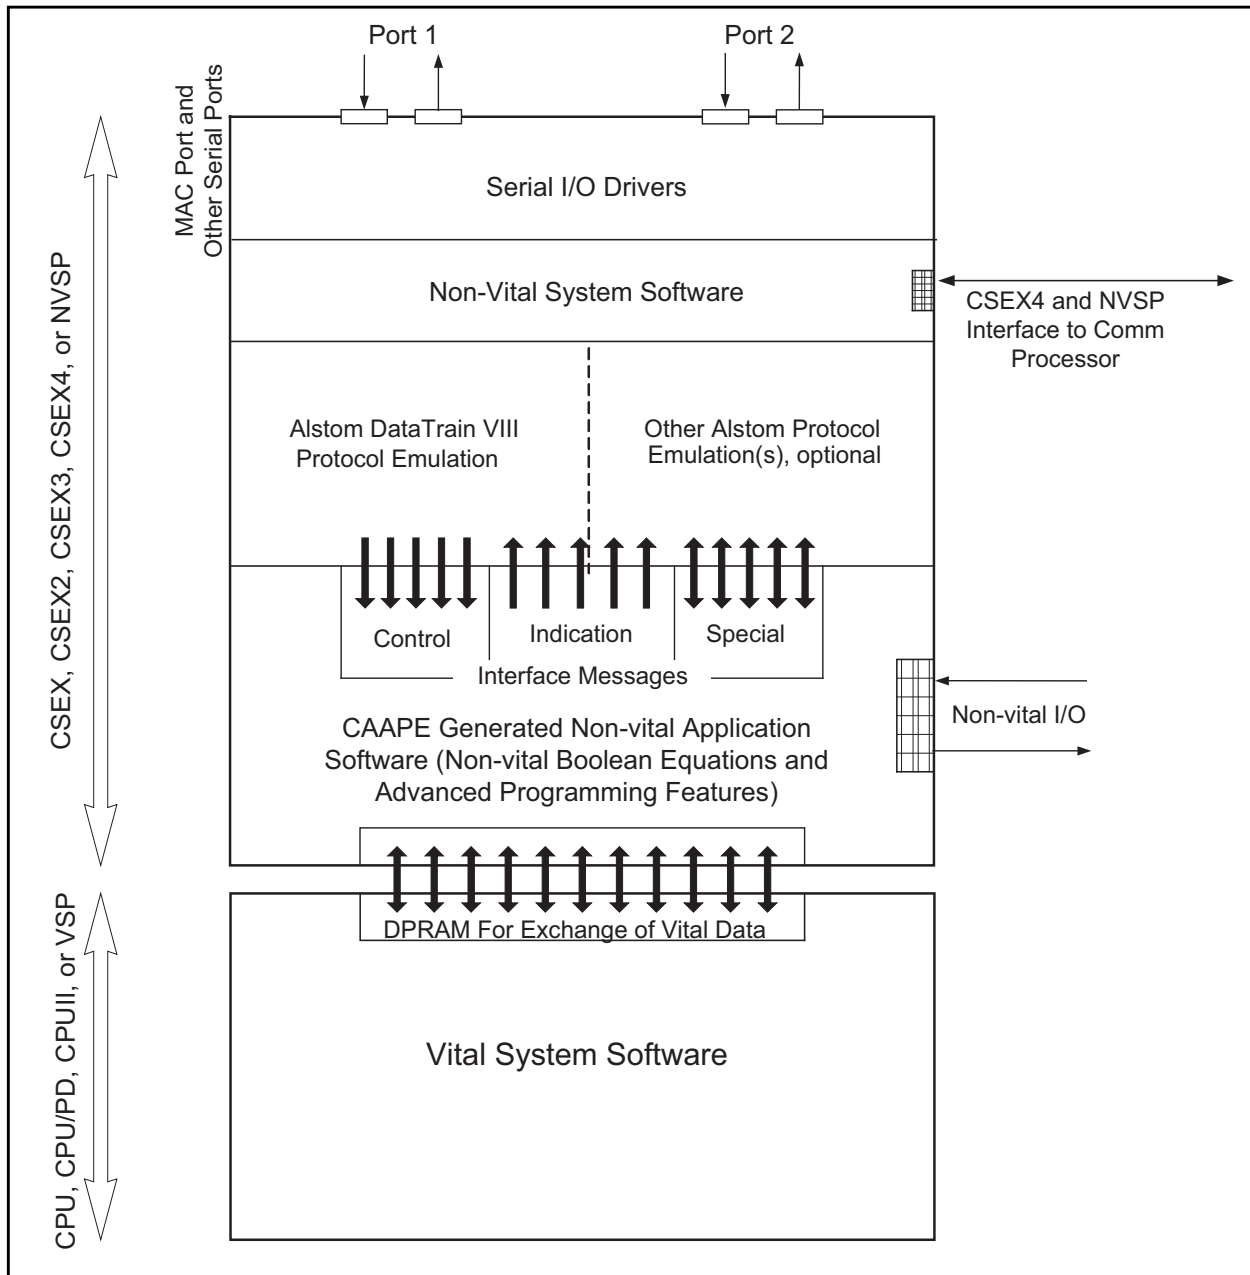 Port 1
Port 2
MAC Port and
Other Serial Ports
Serial I/O Drivers
Non-Vital System Software
CSEX4 and NVSP
Interface to Comm
Processor
CSEX, CSEX2, CSEX3, CSEX4, or NVSP
Alstom DataTrain VIII
Protocol Emulation
Other Alstom Protocol
Emulation(s), optional
Control
Indication
Special
Interface Messages
Non-vital I/O
CAAPE Generated Non-vital Application
Software (Non-vital Boolean Equations and
Advanced Programming Features)
DPRAM For Exchange of Vital Data
CPU, CPU/PD, CPUII, or VSP
Vital System Software